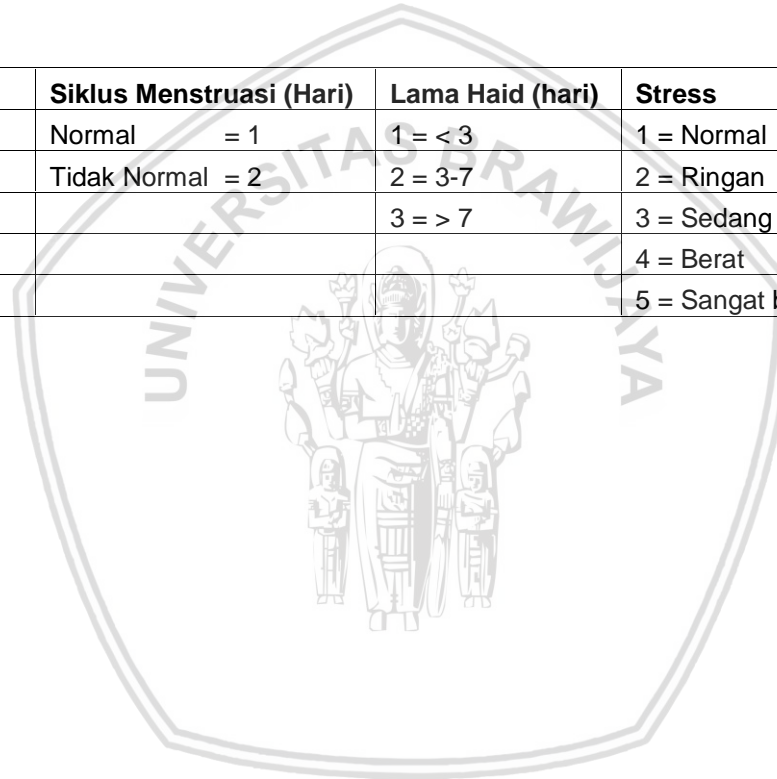 Siklus Menstruasi (Hari) Lama Haid (hari) Stress
Normal = 1 1 = < 3 1 = Normal
Tidak Normal = 2 2 = 3-7 2 = Ringan
3 = > 7 3 = Sedang
4 = Berat
5 = Sangat
UNIVERSITAS BRAWIJAYA